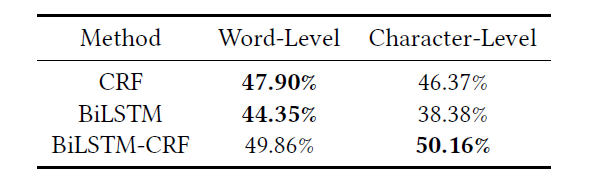 Method Word-Level Character-Level
CRF 47.90% 46.37%
BiLSTM 44.35% 38.38%
BiLSTM-CRF 49.86% 50.16%